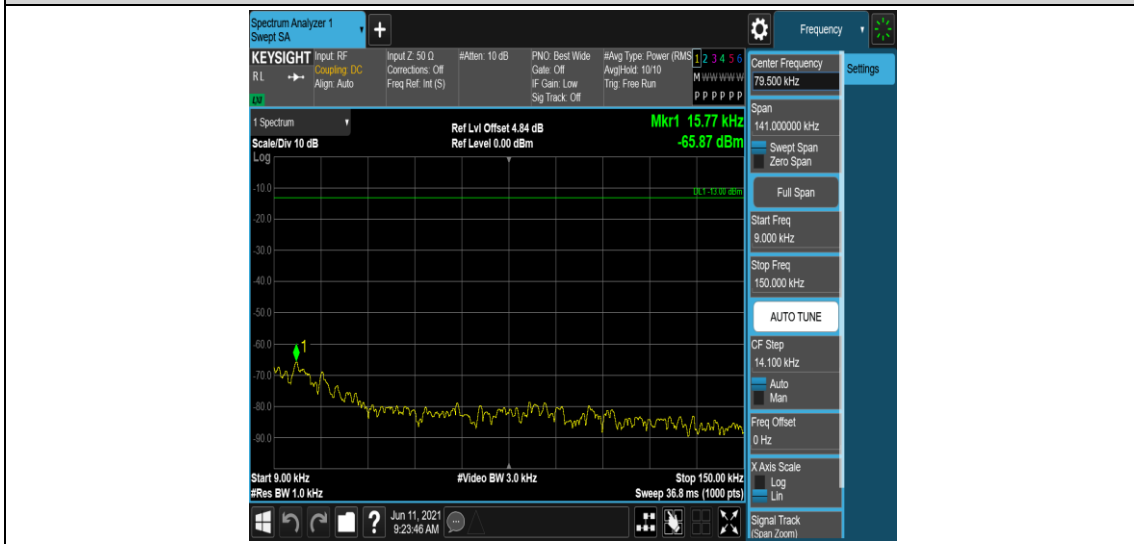 Spectrum Analyzer 1
Swept SA
+
Frequency
KEYSIGHT
RL
LXI
Input: RF
Coupling: DC
Align: Auto
Input Z: 50 Ω
Corrections: Off
Freq Ref: Int (S)
#Atten: 10 dB
PNO: Best Wide
Gate: Off
IF Gain: Low
Sig Track: Off
#Avg Type: Power (RMS
Avg|Hold: 10/10
Trig: Free Run
1 2 3 4 5 6
M W W W W W
P P P P P P
1 Spectrum
Scale/Div 10 dB
Log
Ref Lvl Offset 4.84 dB
Ref Level 0.00 dBm
Mkr1 15.77 kHz
-65.87 dBm
DL1 -13.00 dBm
-10.0
-20.0
-30.0
-40.0
-50.0
-60.0
-70.0
-80.0
-90.0
1
Start 9.00 kHz
#Res BW 1.0 kHz
#Video BW 3.0 kHz
Stop 150.00 kHz
Sweep 36.8 ms (1000 pts)
?
Jun 11, 2021
9:23:46 AM
Center Frequency
79.500 kHz
Settings
Span
141.000000 kHz
Swept Span
Zero Span
Full Span
Start Freq
9.000 kHz
Stop Freq
150.000 kHz
AUTO TUNE
CF Step
14.100 kHz
Auto
Man
Freq Offset
0 Hz
X Axis Scale
Log
Lin
Signal Track
(Span Zoom)